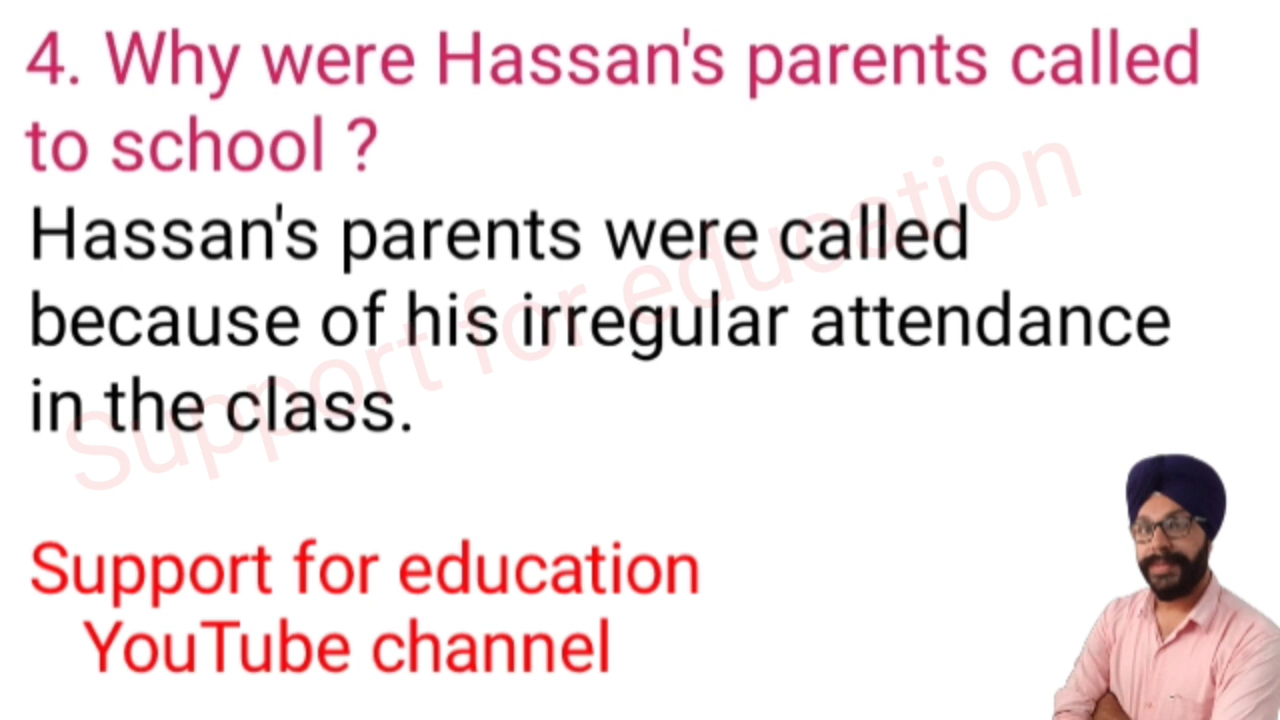 4. Why were Hassan's parents called
to school ?
Hassan's parents were called
because of his irregular attendance
in the class.
Support for education
Support for education
YouTube channel